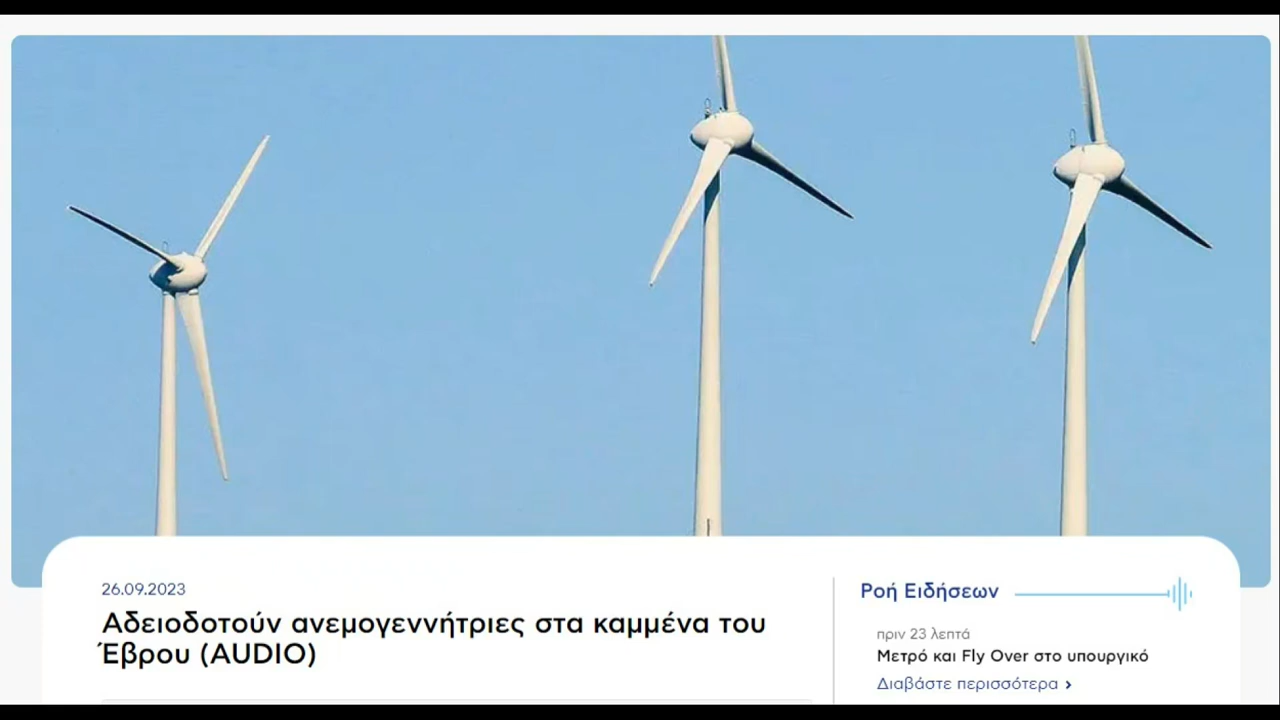 26.09.2023
Αδειοδοτούν ανεμογεννήτριες στα καμμένα του
Έβρου (AUDIO)
Ροή Ειδήσεων
πριν 23 λεπτά
Μετρό και Fly Over στο υπουργικό
Διαβάστε περισσότερα ›